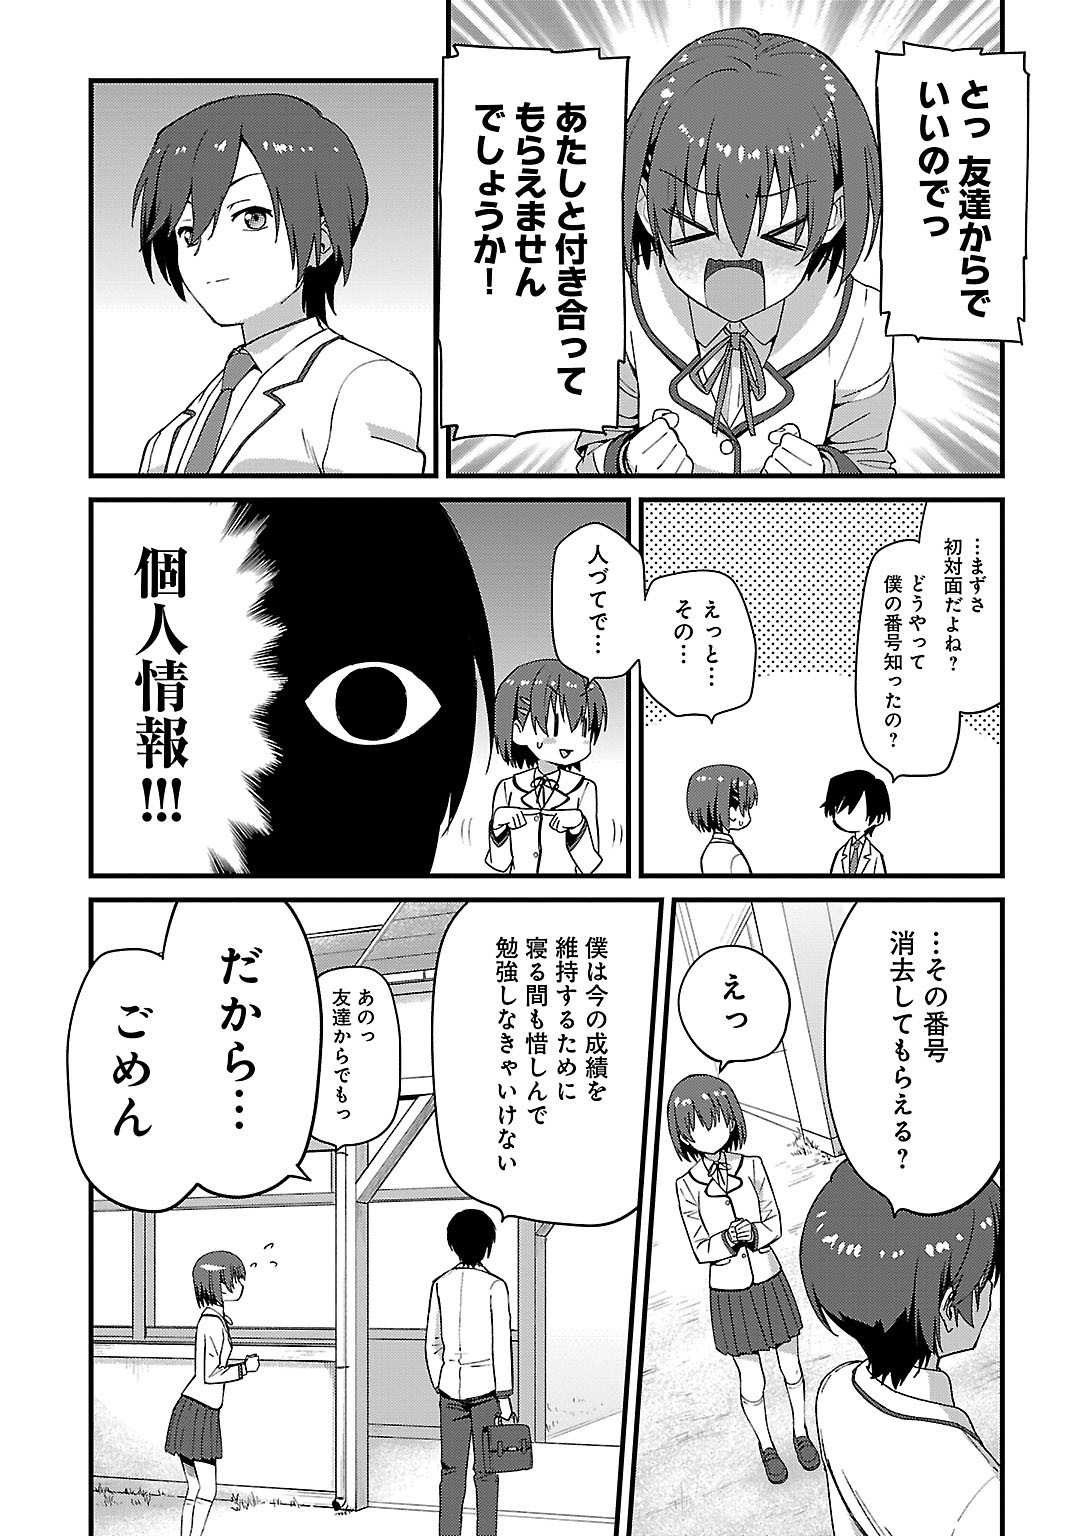 とっ 友達からで
いいのでっ
あたしと付き合って
もらえません
でしょうか！
…まずさ
初対面だよね？
どうやって
僕の番号知ったの？
えっと…
その…
人づてで…
個人情報!!!
…その番号
消去してもらえる？
えっ
僕は今の成績を
維持するために
寝る間も惜しんで
勉強しなきゃいけない
あのっ
友達からでもっ
だから…
ごめん